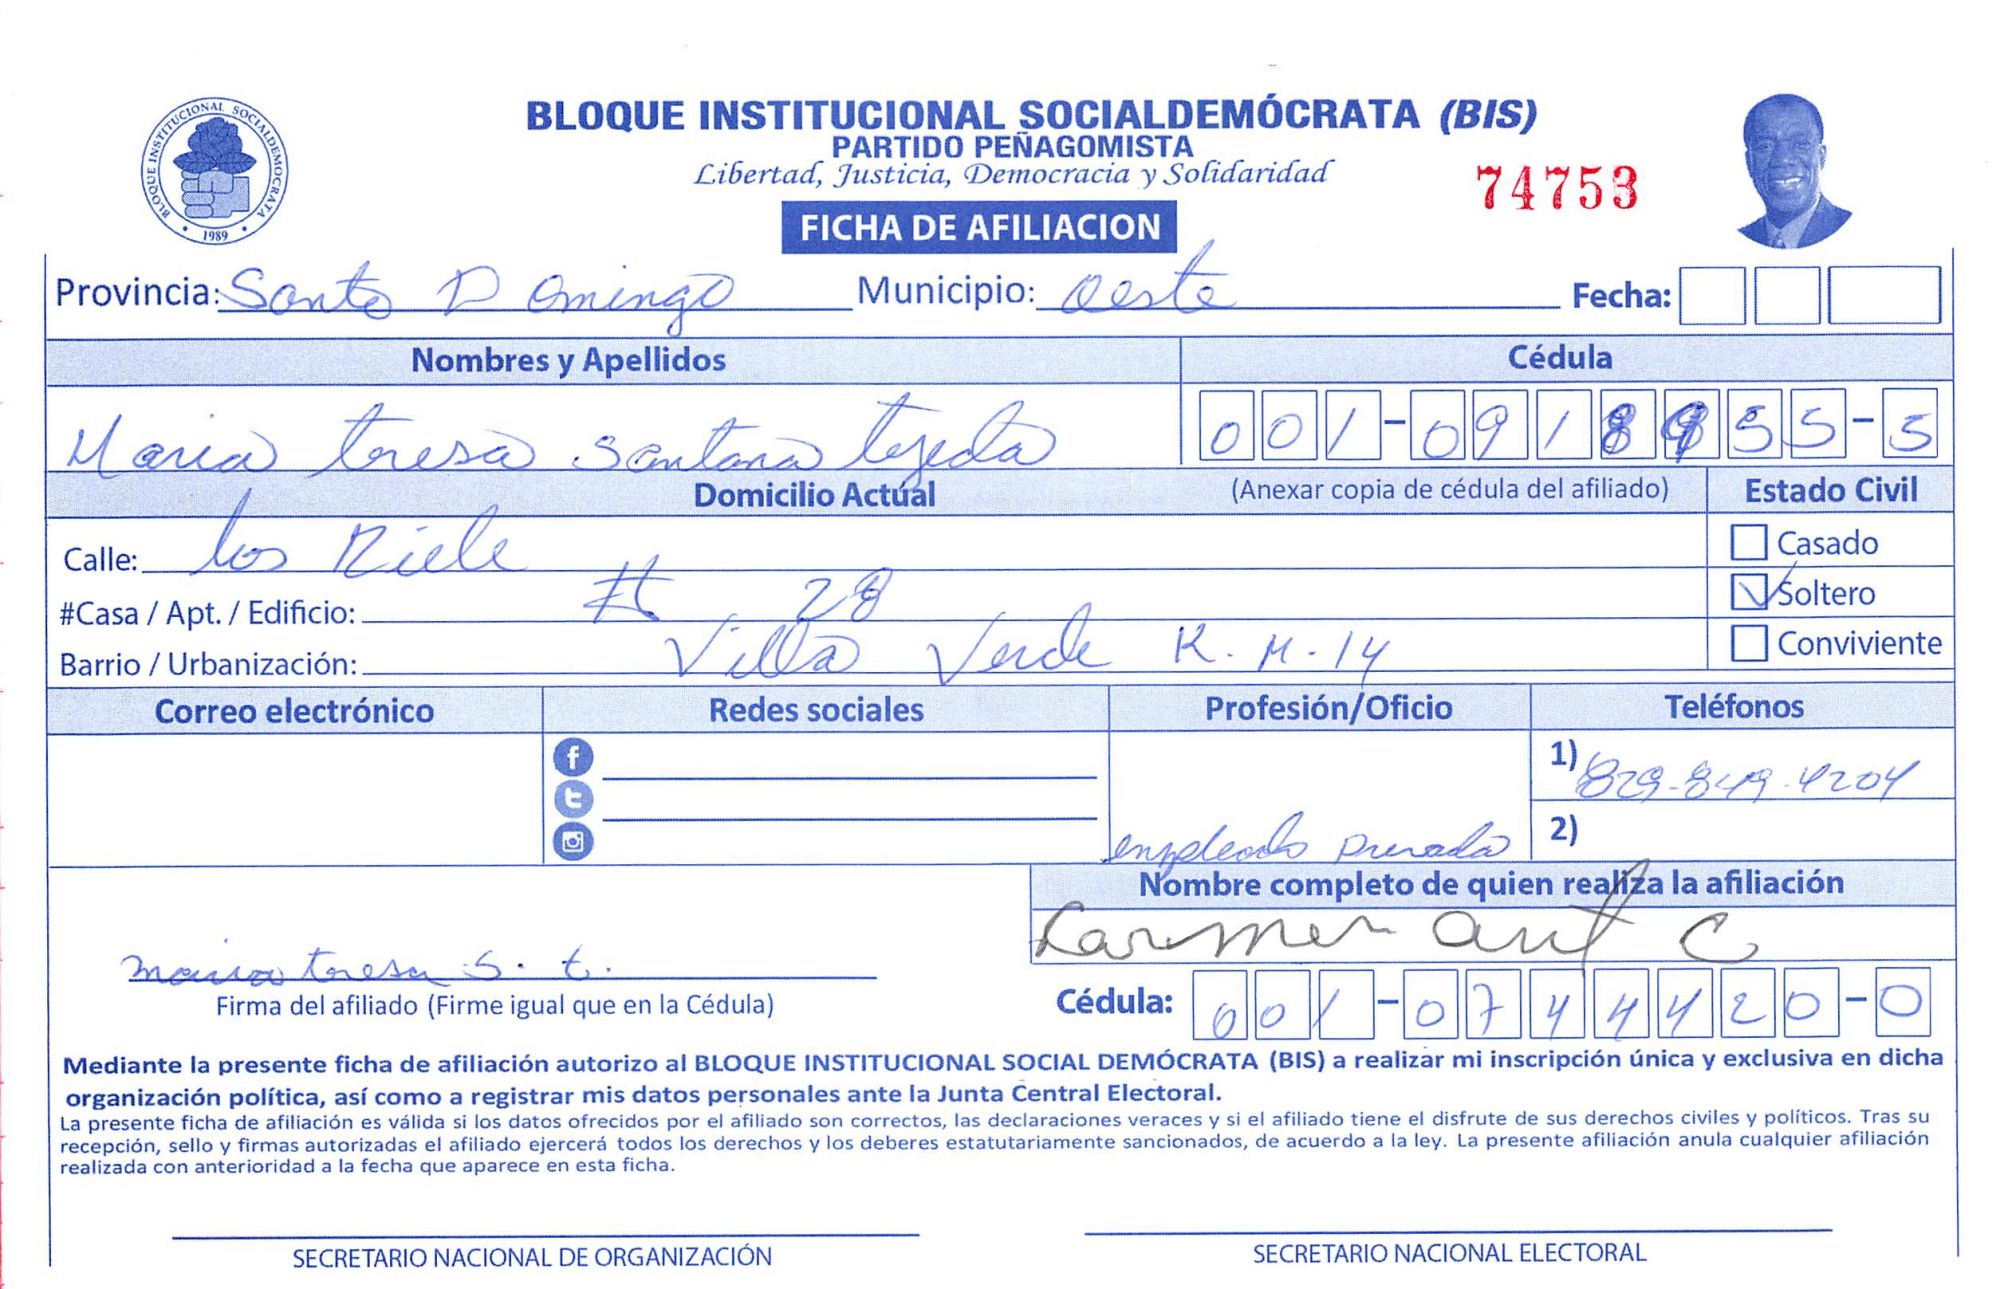 BLOQUE INSTITUCIONAL SOCIALDEMOCRATA
1989
BLOQUE INSTITUCIONAL SOCIALDEMÓCRATA (BIS)
PARTIDO PEÑAGOMISTA
Libertad, Justicia, Democracia y Solidaridad
74753
FICHA DE AFILIACION
Provincia: Santo Domingo Municipio: oeste Fecha:
Nombres y Apellidos Cédula
Maria teresa santana tejeda 001-0918955-5
Domicilio Actual (Anexar copia de cédula del afiliado) Estado Civil
Calle: los Riele Casado
#Casa / Apt. / Edificio: # 28 Soltero
Barrio / Urbanización: Villa Verde K.M.14 Conviviente
Correo electrónico Redes sociales Profesión/Oficio Teléfonos
1) 829-849-4204
empleado privada 2)
Nombre completo de quien realiza la afiliación
Carmen ant C
maria teresa S. t.
Firma del afiliado (Firme igual que en la Cédula) Cédula: 001-0744420-0
Mediante la presente ficha de afiliación autorizo al BLOQUE INSTITUCIONAL SOCIAL DEMÓCRATA (BIS) a realizar mi inscripción única y exclusiva en dicha
organización política, así como a registrar mis datos personales ante la Junta Central Electoral.
La presente ficha de afiliación es válida si los datos ofrecidos por el afiliado son correctos, las declaraciones veraces y si el afiliado tiene el disfrute de sus derechos civiles y políticos. Tras su
recepción, sello y firmas autorizadas el afiliado ejercerá todos los derechos y los deberes estatutariamente sancionados, de acuerdo a la ley. La presente afiliación anula cualquier afiliación
realizada con anterioridad a la fecha que aparece en esta ficha.
SECRETARIO NACIONAL DE ORGANIZACIÓN SECRETARIO NACIONAL ELECTORAL